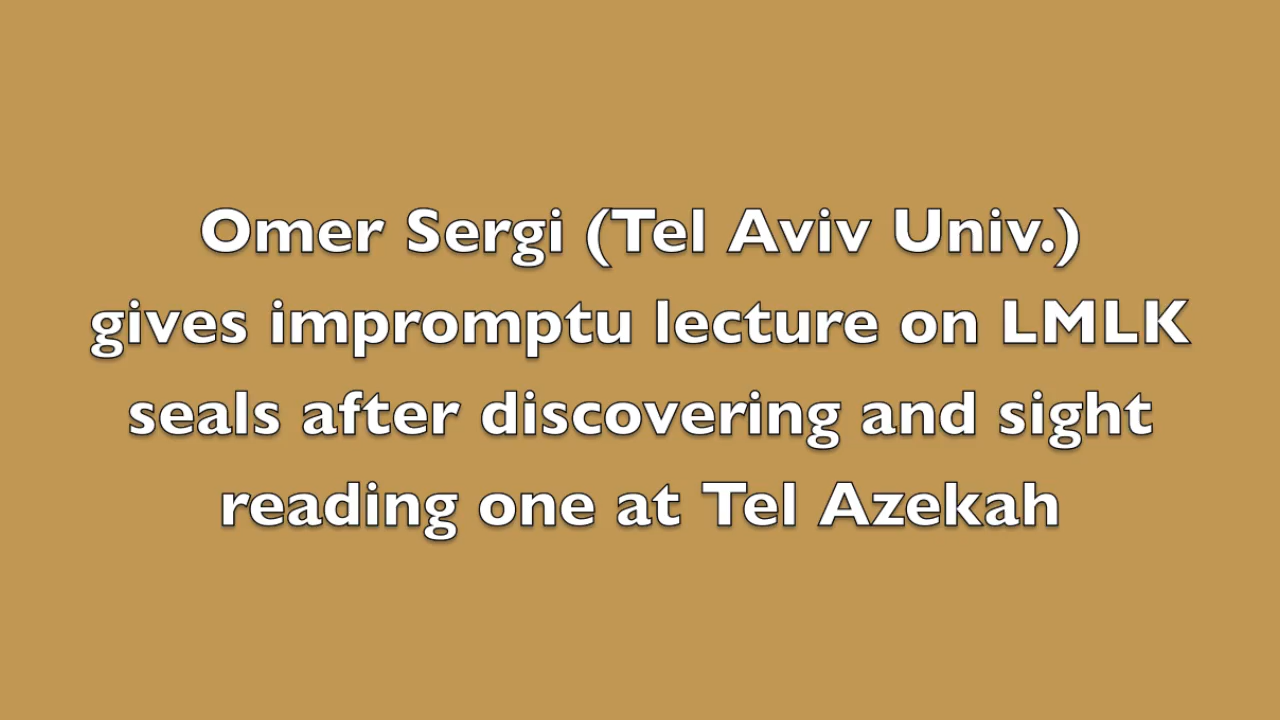 Omer Sergi (Tel Aviv Univ.)
gives impromptu lecture on LMLK
seals after discovering and sight
reading one at Tel Azekah